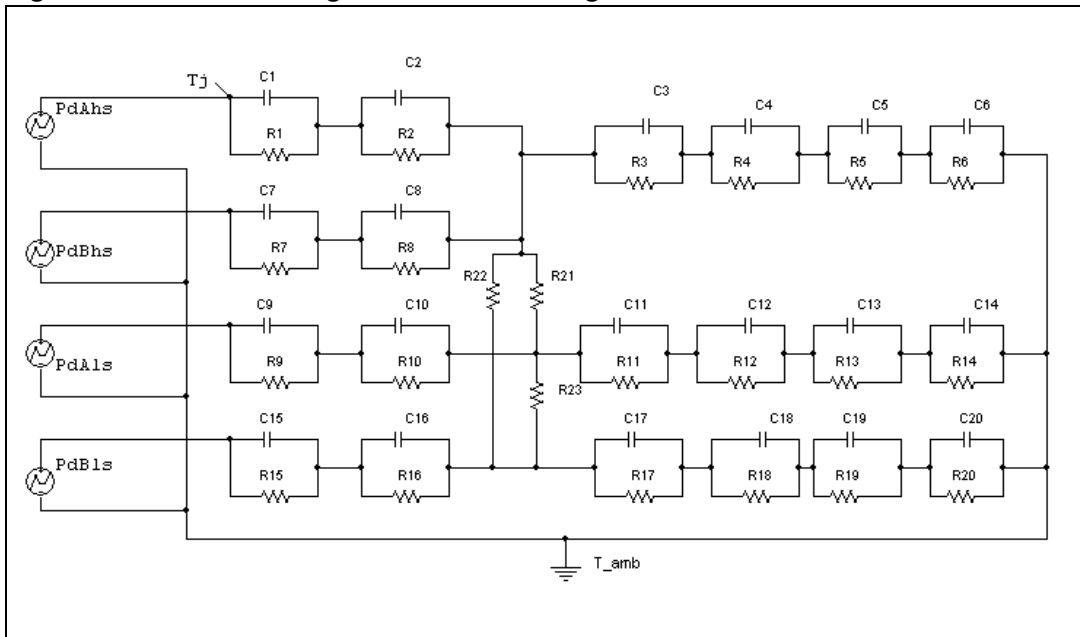 Tj
C1
C2
C3
C4
C5
C6
PdAhs
R1
R2
R3
R4
R5
R6
C7
C8
PdBhs
R7
R8
R22
R21
C9
C10
C11
C12
C13
C14
PdAls
R9
R10
R11
R12
R13
R14
R23
C15
C16
C17
C18
C19
C20
PdBls
R15
R16
R17
R18
R19
R20
T_amb